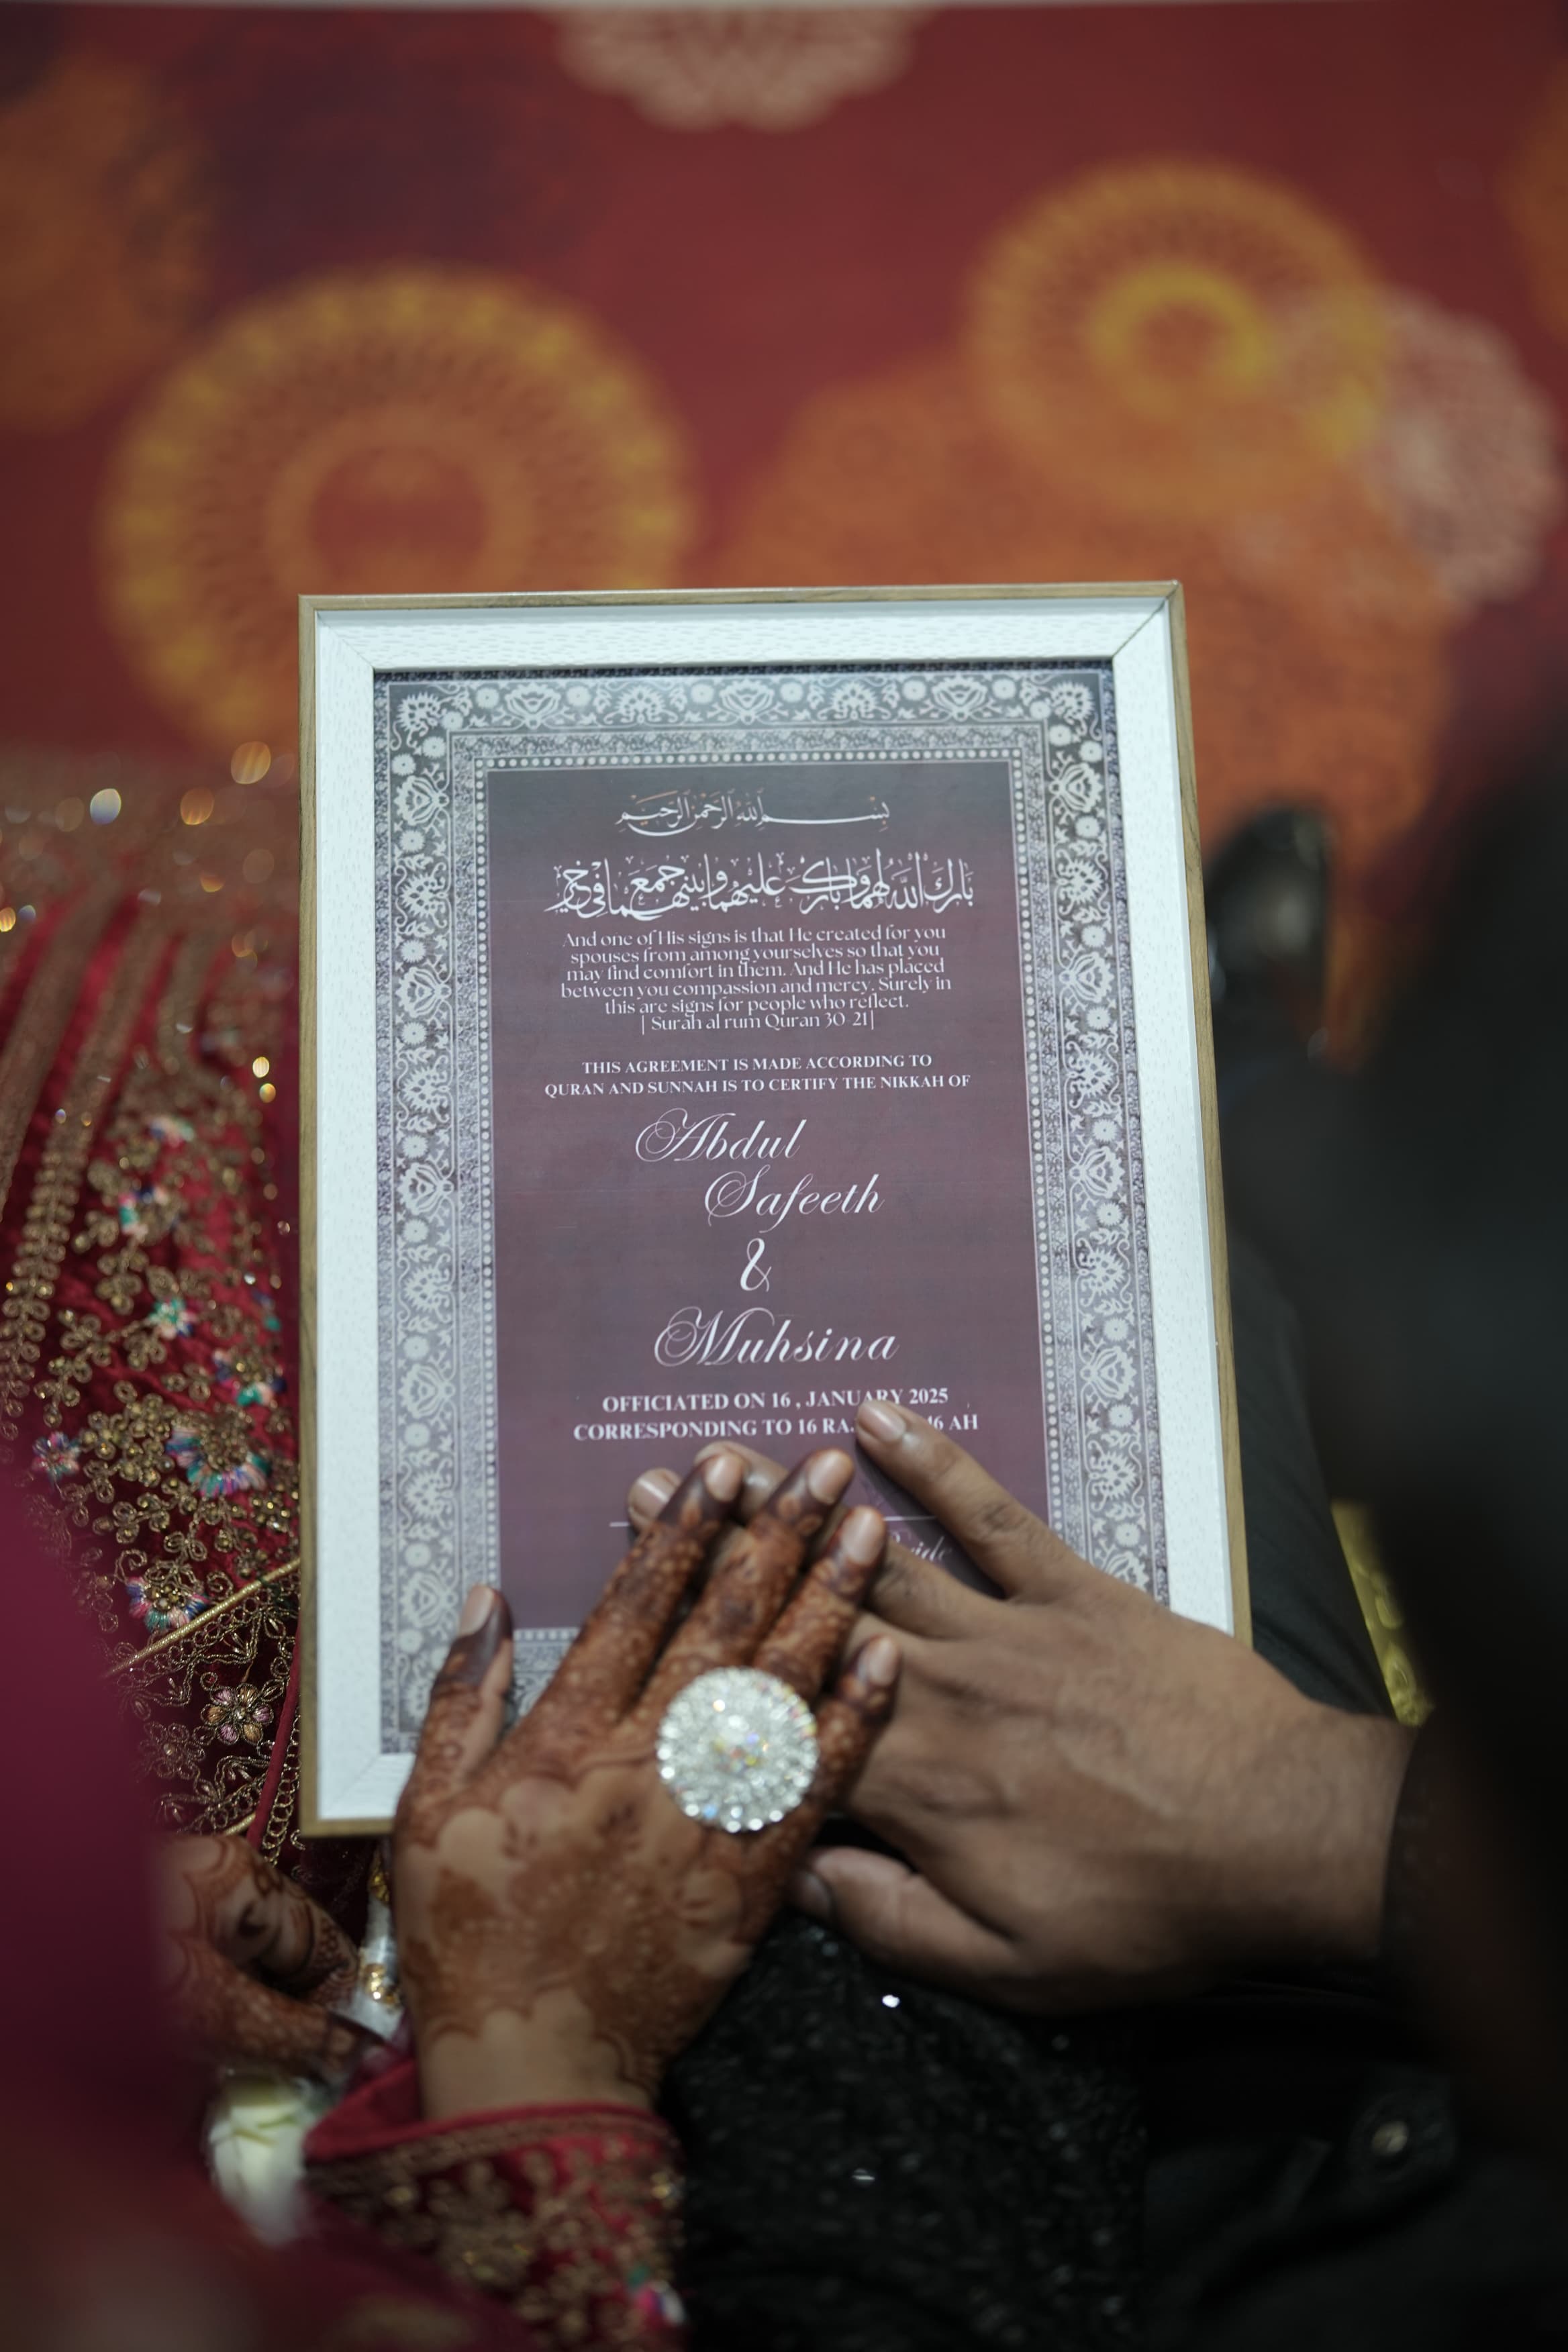 بسم الله الرحمن الرحيم
بارك الله لهما وبارك عليهما وجمع بينهما في خير
And one of His signs is that He created for you
spouses from among yourselves so that you
may find comfort in them. And He has placed
between you compassion and mercy. Surely in
this are signs for people who reflect.
| Surah al rum Quran 30-21|
THIS AGREEMENT IS MADE ACCORDING TO
QURAN AND SUNNAH IS TO CERTIFY THE NIKKAH OF
Abdul
Safeeth
&
Muhsina
OFFICIATED ON 16 , JANUARY 2025
CORRESPONDING TO 16 AH